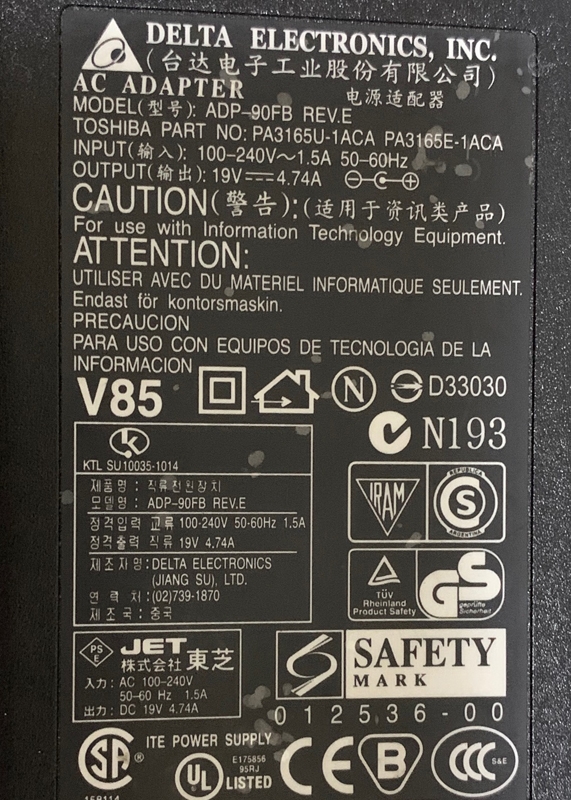 DELTA ELECTRONICS, INC.
(台达电子工业股份有限公司)
AC ADAPTER 电源适配器
MODEL(型号): ADP-90FB REV.E
TOSHIBA PART NO: PA3165U-1ACA PA3165E-1ACA
INPUT(输入): 100-240V～1.5A 50-60Hz
OUTPUT(输出): 19V⎓4.74A
CAUTION(警告):(适用于资讯类产品)
For use with Information Technology Equipment.
ATTENTION:
UTILISER AVEC DU MATERIEL INFORMATIQUE SEULEMENT.
Endast för kontorsmaskin.
PRECAUCION
PARA USO CON EQUIPOS DE TECNOLOGIA DE LA
INFORMACION
V85 N D33030
N193
K
KTL SU10035-1014
제품명 : 직류전원장치
모델명 : ADP-90FB REV.E
정격입력 교류 100-240V 50-60Hz 1.5A
정격출력 직류 19V 4.74A
제조자명 : DELTA ELECTRONICS
(JIANG SU), LTD.
연락처 : (02)739-1870
제조국 : 중국
IRAM
REPUBLICA
S
ARGENTINA
TÜV
Rheinland
Product Safety
GS
geprüfte
Sicherheit
PS
E
JET
株式会社 東芝
入力 : AC 100-240V
50-60 Hz 1.5A
出力 : DC 19V 4.74A
SAFETY
MARK
012536-00
ITE POWER SUPPLY
SA ®
UL
E175856
95RJ
LISTED
CE
B
CCC
S&E